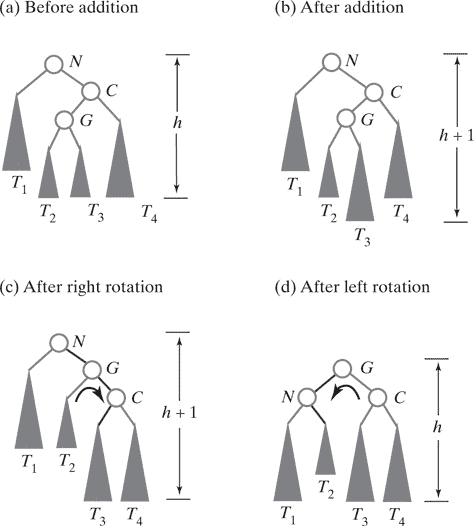 (a) Before addition
(b) After addition
N
C
G
h
T1
T2
T3
T4
N
C
G
h + 1
T1
T2
T4
T3
(c) After right rotation
(d) After left rotation
N
G
C
h + 1
T1
T2
T3
T4
G
N
C
h
T2
T1
T3
T4